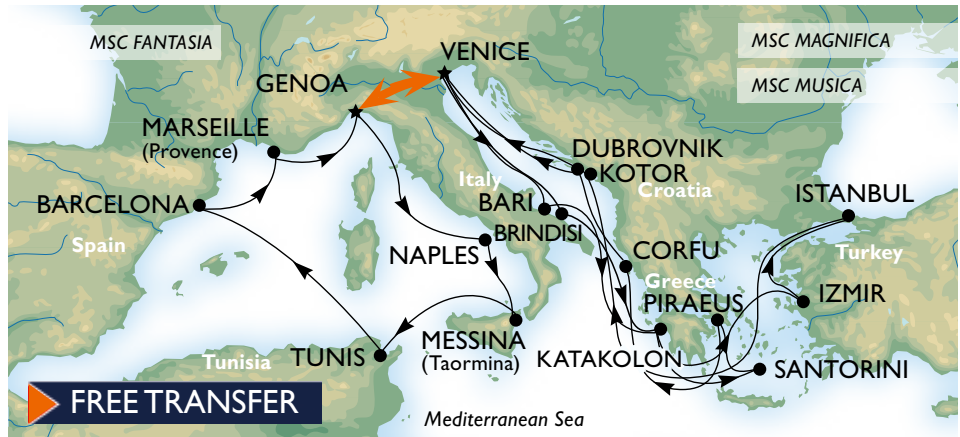 MSC FANTASIA
MSC MAGNIFICA
MSC MUSICA
VENICE
GENOA
MARSEILLE
(Provence)
DUBROVNIK
KOTOR
Italy
Croatia
BARCELONA
BARI
ISTANBUL
BRINDISI
Spain
NAPLES
CORFU
Turkey
Greece
PIRAEUS
IZMIR
MESSINA
(Taormina)
Tunisia
TUNIS
KATAKOLON
SANTORINI
FREE TRANSFER
Mediterranean Sea